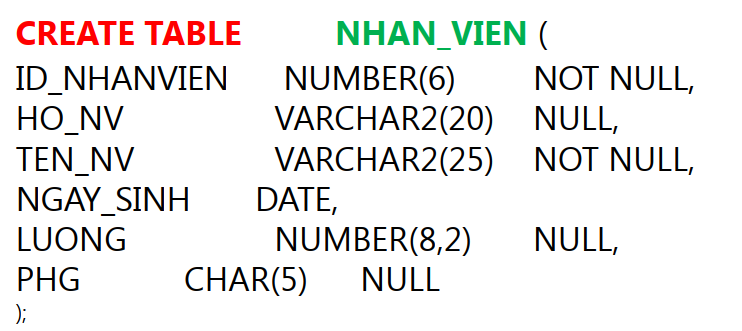 CREATE TABLE NHAN_VIEN (
ID_NHANVIEN NUMBER(6) NOT NULL,
HO_NV VARCHAR2(20) NULL,
TEN_NV VARCHAR2(25) NOT NULL,
NGAY_SINH DATE,
LUONG NUMBER(8,2) NULL,
PHG CHAR(5) NULL
);